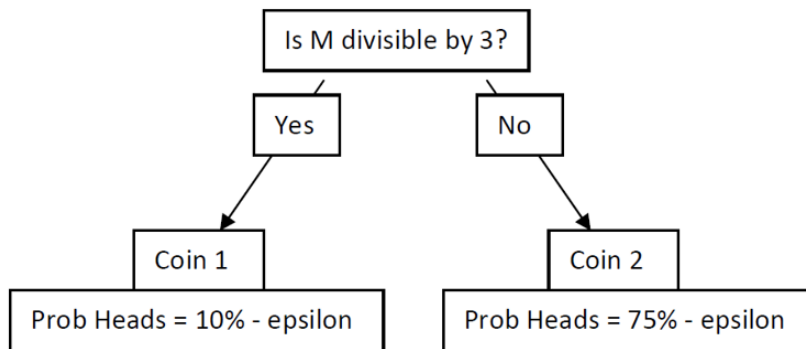 Is M divisible by 3?
Yes
No
Coin 1
Coin 2
Prob Heads = 10% - epsilon
Prob Heads = 75% - epsilon